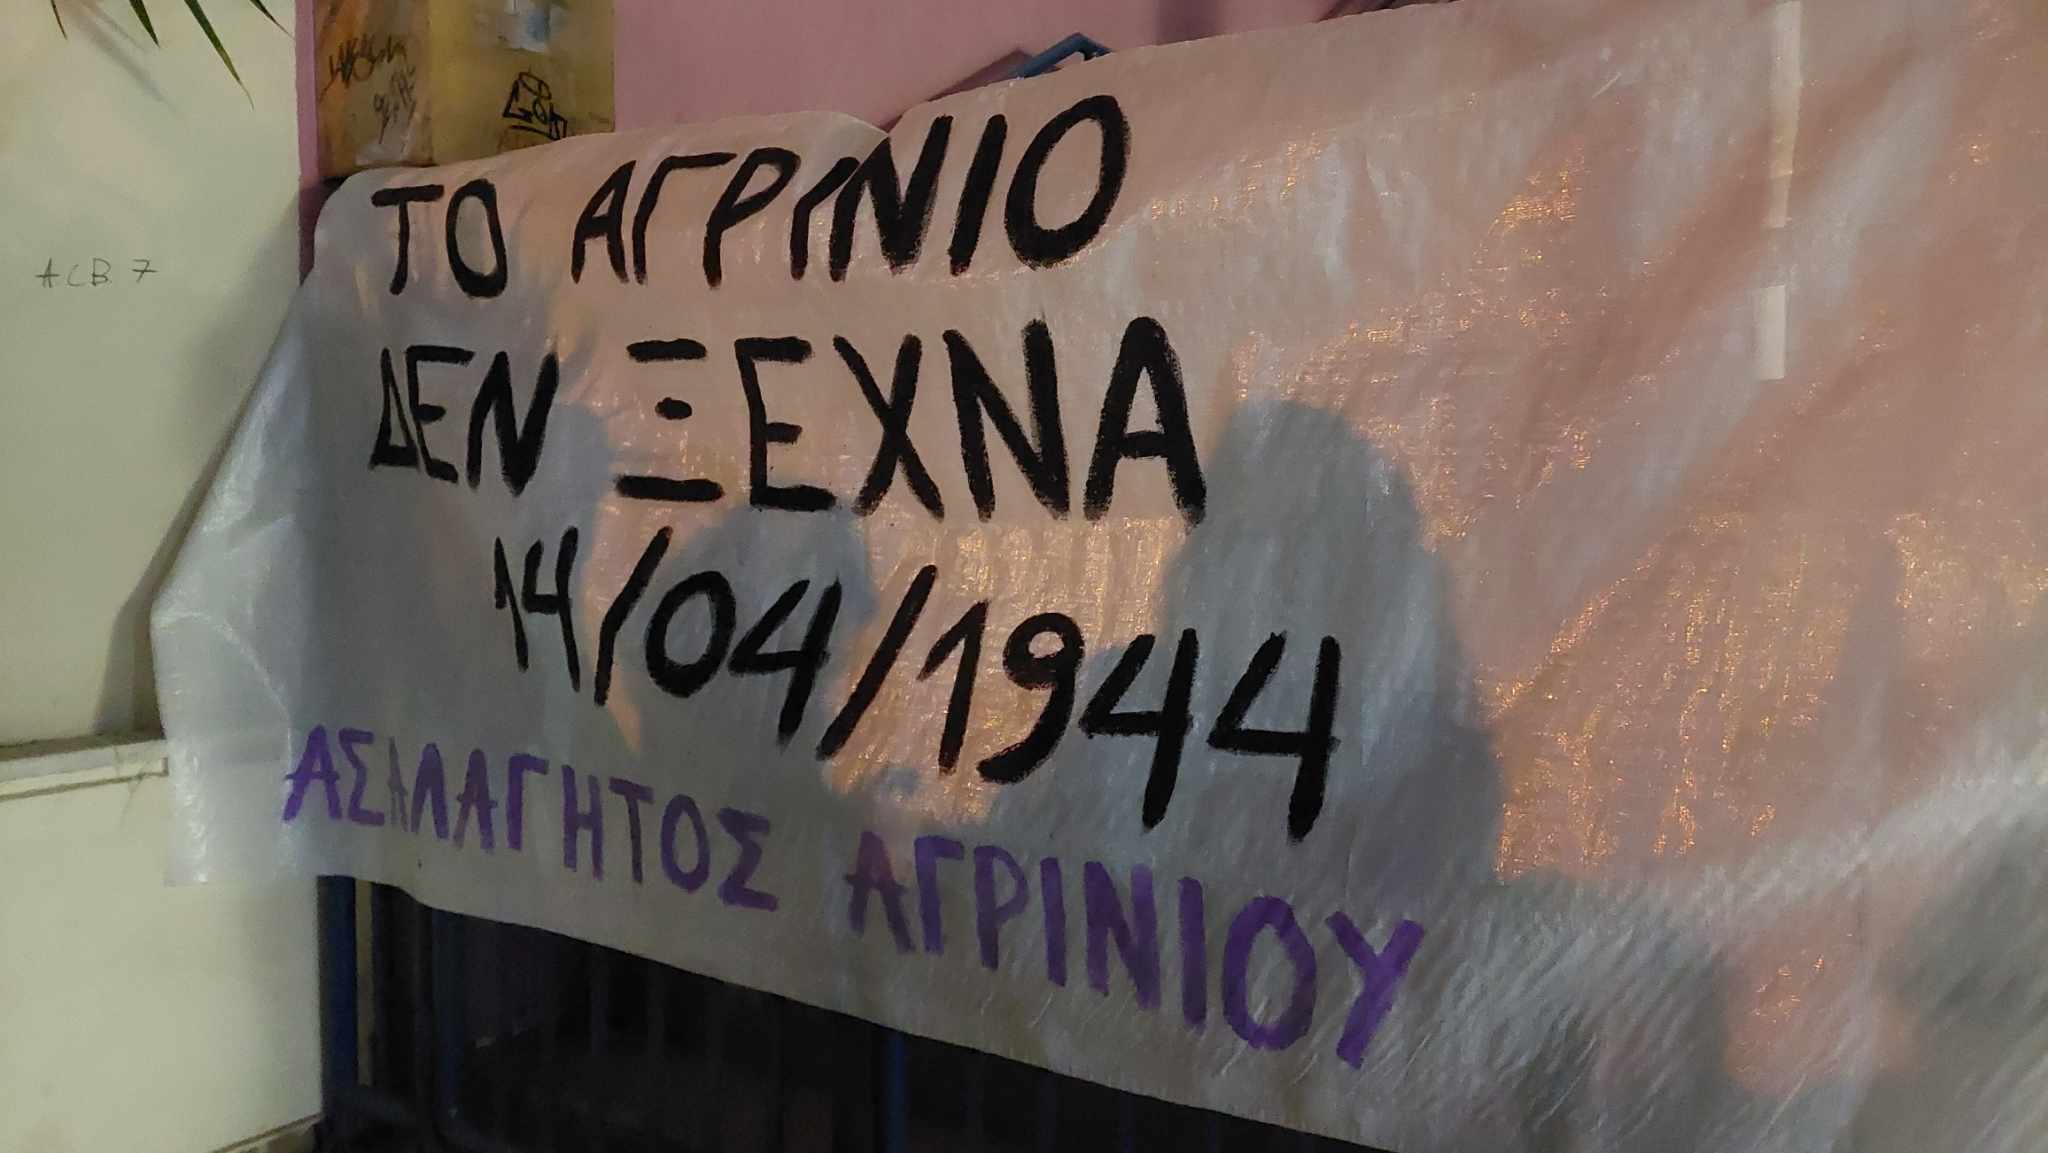 ΤΟ ΑΓΡΙΝΙΟ
ΔΕΝ ΞΕΧΝΑ
14/04/1944
ΑΣΑΛΑΓΗΤΟΣ ΑΓΡΙΝΙΟΥ
ACB 7